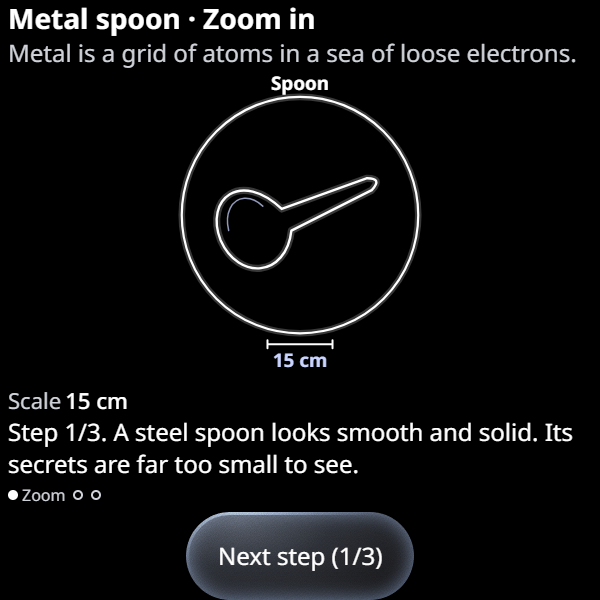 Metal spoon · Zoom in
Metal is a grid of atoms in a sea of loose electrons.
Spoon
15 cm
Scale 15 cm
Step 1/3. A steel spoon looks smooth and solid. Its
secrets are far too small to see.
Zoom
Next step (1/3)